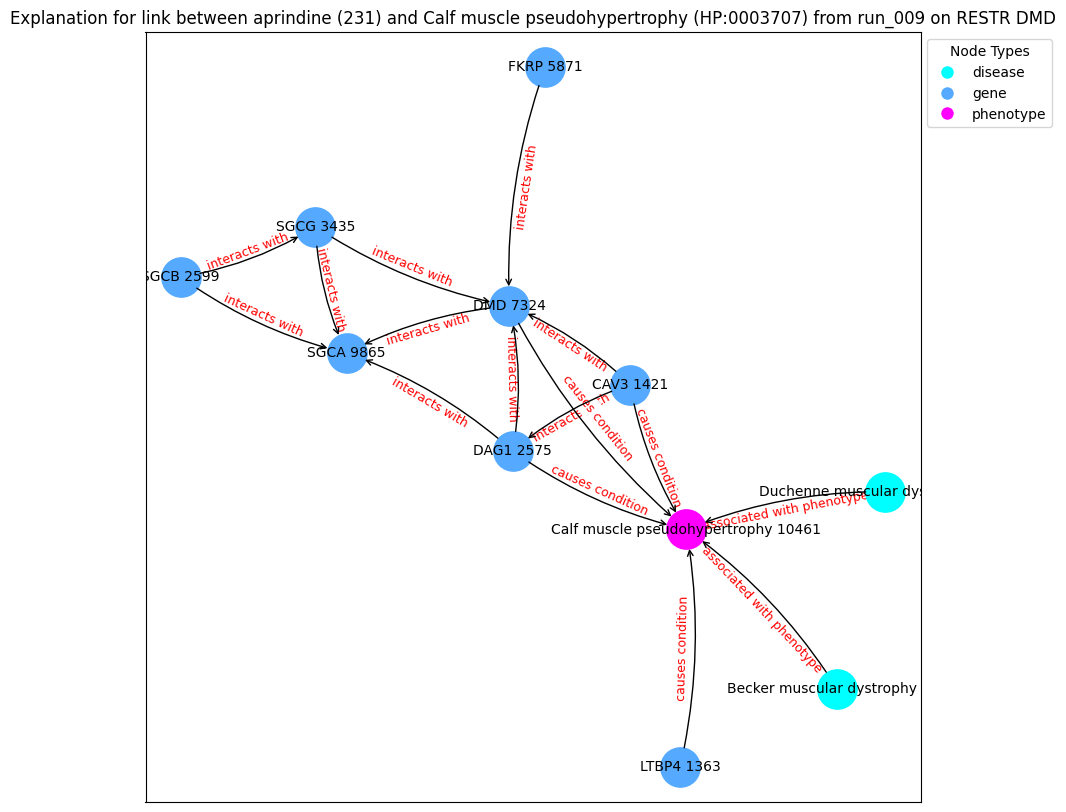 Explanation for link between aprindine (231) and Calf muscle pseudohypertrophy (HP:0003707) from run_009 on RESTR DMD
Node Types
disease
gene
phenotype
FKRP 5871
interacts with
SGCG 3435
interacts with
interacts with
interacts with
SGCB 2599
interacts with
DMD 7324
interacts with
interacts with
SGCA 9865
interacts with
CAV3 1421
interacts with
causes condition
interacts
causes condition
DAG1 2575
causes condition
Duchenne muscular dys
associated with phenotype
Calf muscle pseudohypertrophy 10461
associated with phenotype
causes condition
Becker muscular dystrophy
LTBP4 1363